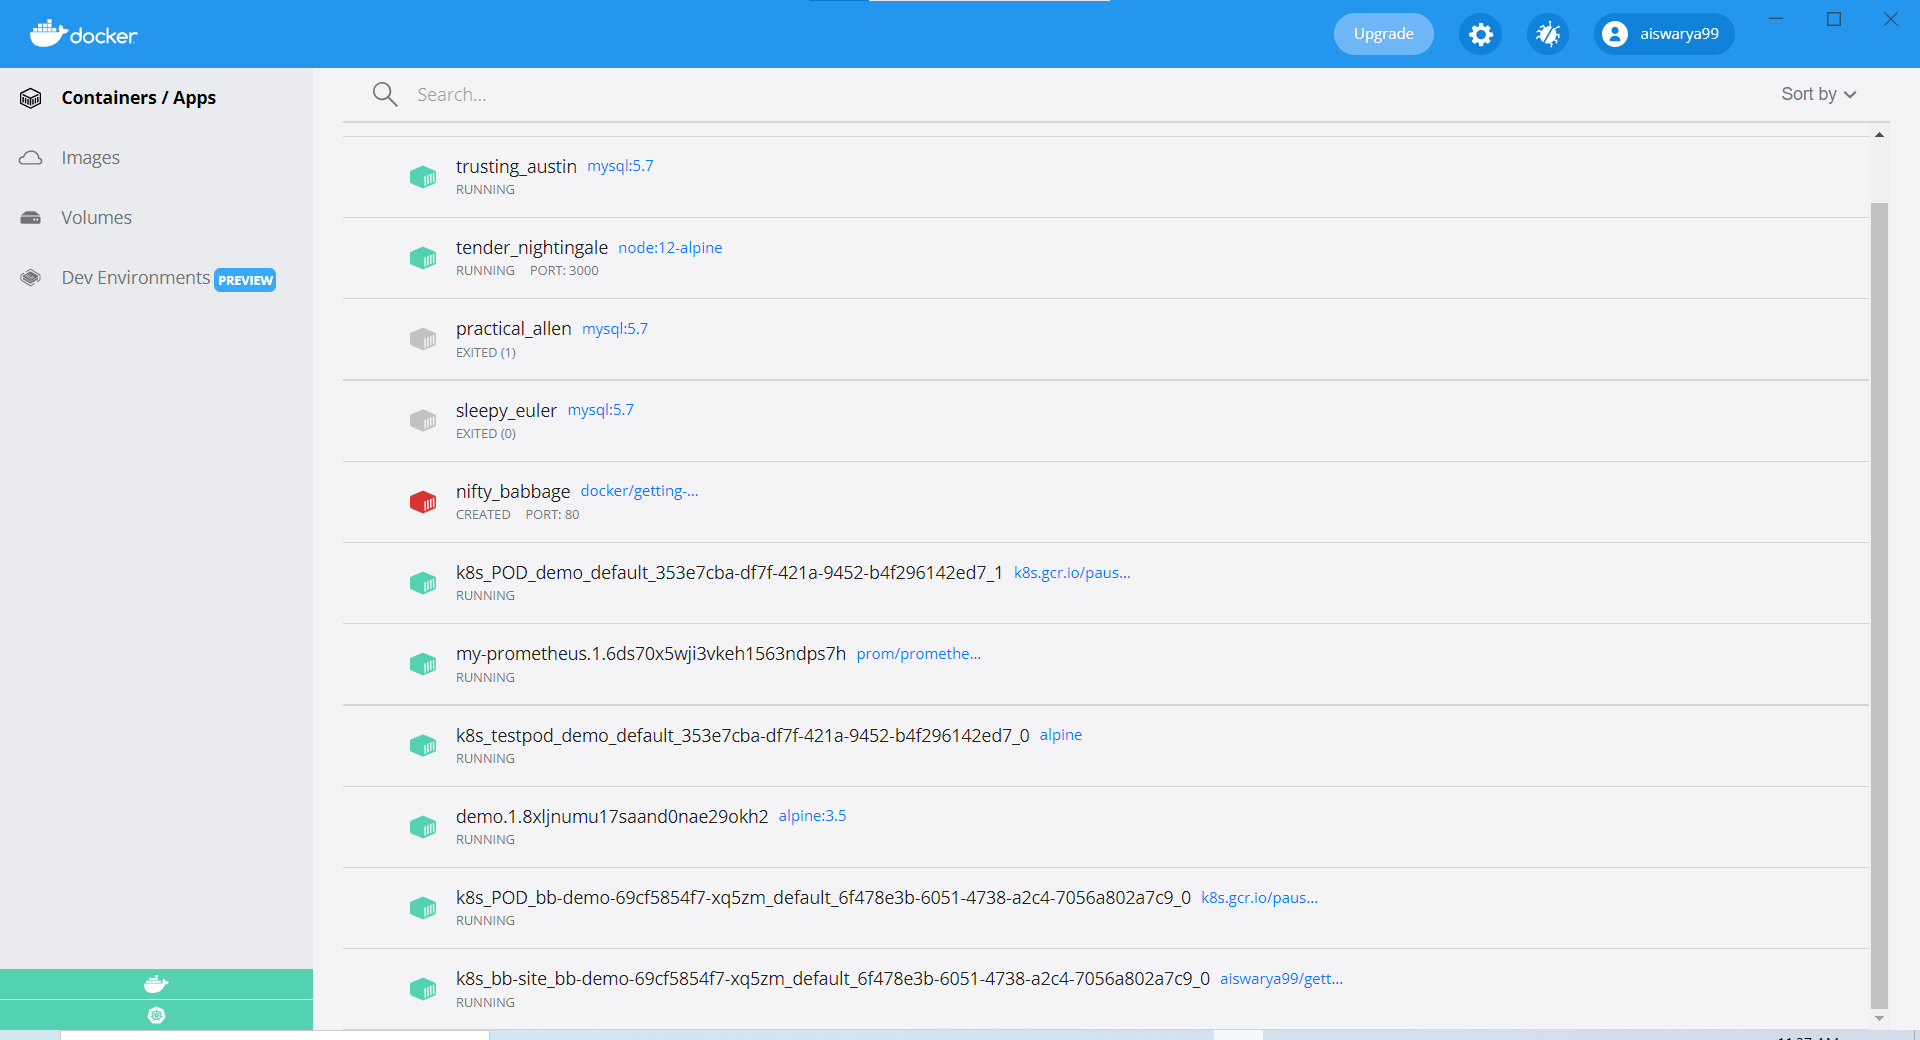 docker
Upgrade
aiswarya99
Containers / Apps
Images
Volumes
Dev Environments PREVIEW
Search...
Sort by
trusting_austin mysql:5.7
RUNNING
tender_nightingale node:12-alpine
RUNNING PORT: 3000
practical_allen mysql:5.7
EXITED (1)
sleepy_euler mysql:5.7
EXITED (0)
nifty_babbage docker/getting-...
CREATED PORT: 80
k8s_POD_demo_default_353e7cba-df7f-421a-9452-b4f296142ed7_1 k8s.gcr.io/paus...
RUNNING
my-prometheus.1.6ds70x5wji3vkeh1563ndps7h prom/promethe...
RUNNING
k8s_testpod_demo_default_353e7cba-df7f-421a-9452-b4f296142ed7_0 alpine
RUNNING
demo.1.8xljnumu17saand0nae29okh2 alpine:3.5
RUNNING
k8s_POD_bb-demo-69cf5854f7-xq5zm_default_6f478e3b-6051-4738-a2c4-7056a802a7c9_0 k8s.gcr.io/paus...
RUNNING
k8s_bb-site_bb-demo-69cf5854f7-xq5zm_default_6f478e3b-6051-4738-a2c4-7056a802a7c9_0 aiswarya99/gett...
RUNNING